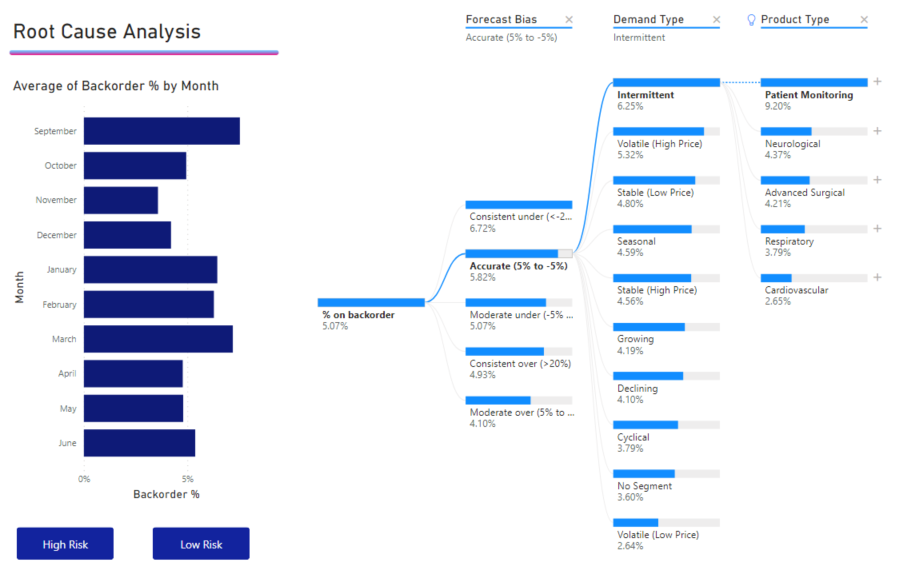 Root Cause Analysis
Average of Backorder % by Month
September
October
November
December
January
February
March
April
May
June
Month
0%
5%
Backorder %
High Risk
Low Risk
Forecast Bias
Accurate (5% to -5%)
Demand Type
Intermittent
Product Type
% on backorder
5.07%
Consistent under (<-2...
6.72%
Accurate (5% to -5%)
5.82%
Moderate under (-5% ...
5.07%
Consistent over (>20%)
4.93%
Moderate over (5% to ...
4.10%
Intermittent
6.25%
Volatile (High Price)
5.32%
Stable (Low Price)
4.80%
Seasonal
4.59%
Stable (High Price)
4.56%
Growing
4.19%
Declining
4.10%
Cyclical
3.79%
No Segment
3.60%
Volatile (Low Price)
2.64%
Patient Monitoring
9.20%
Neurological
4.37%
Advanced Surgical
4.21%
Respiratory
3.79%
Cardiovascular
2.65%